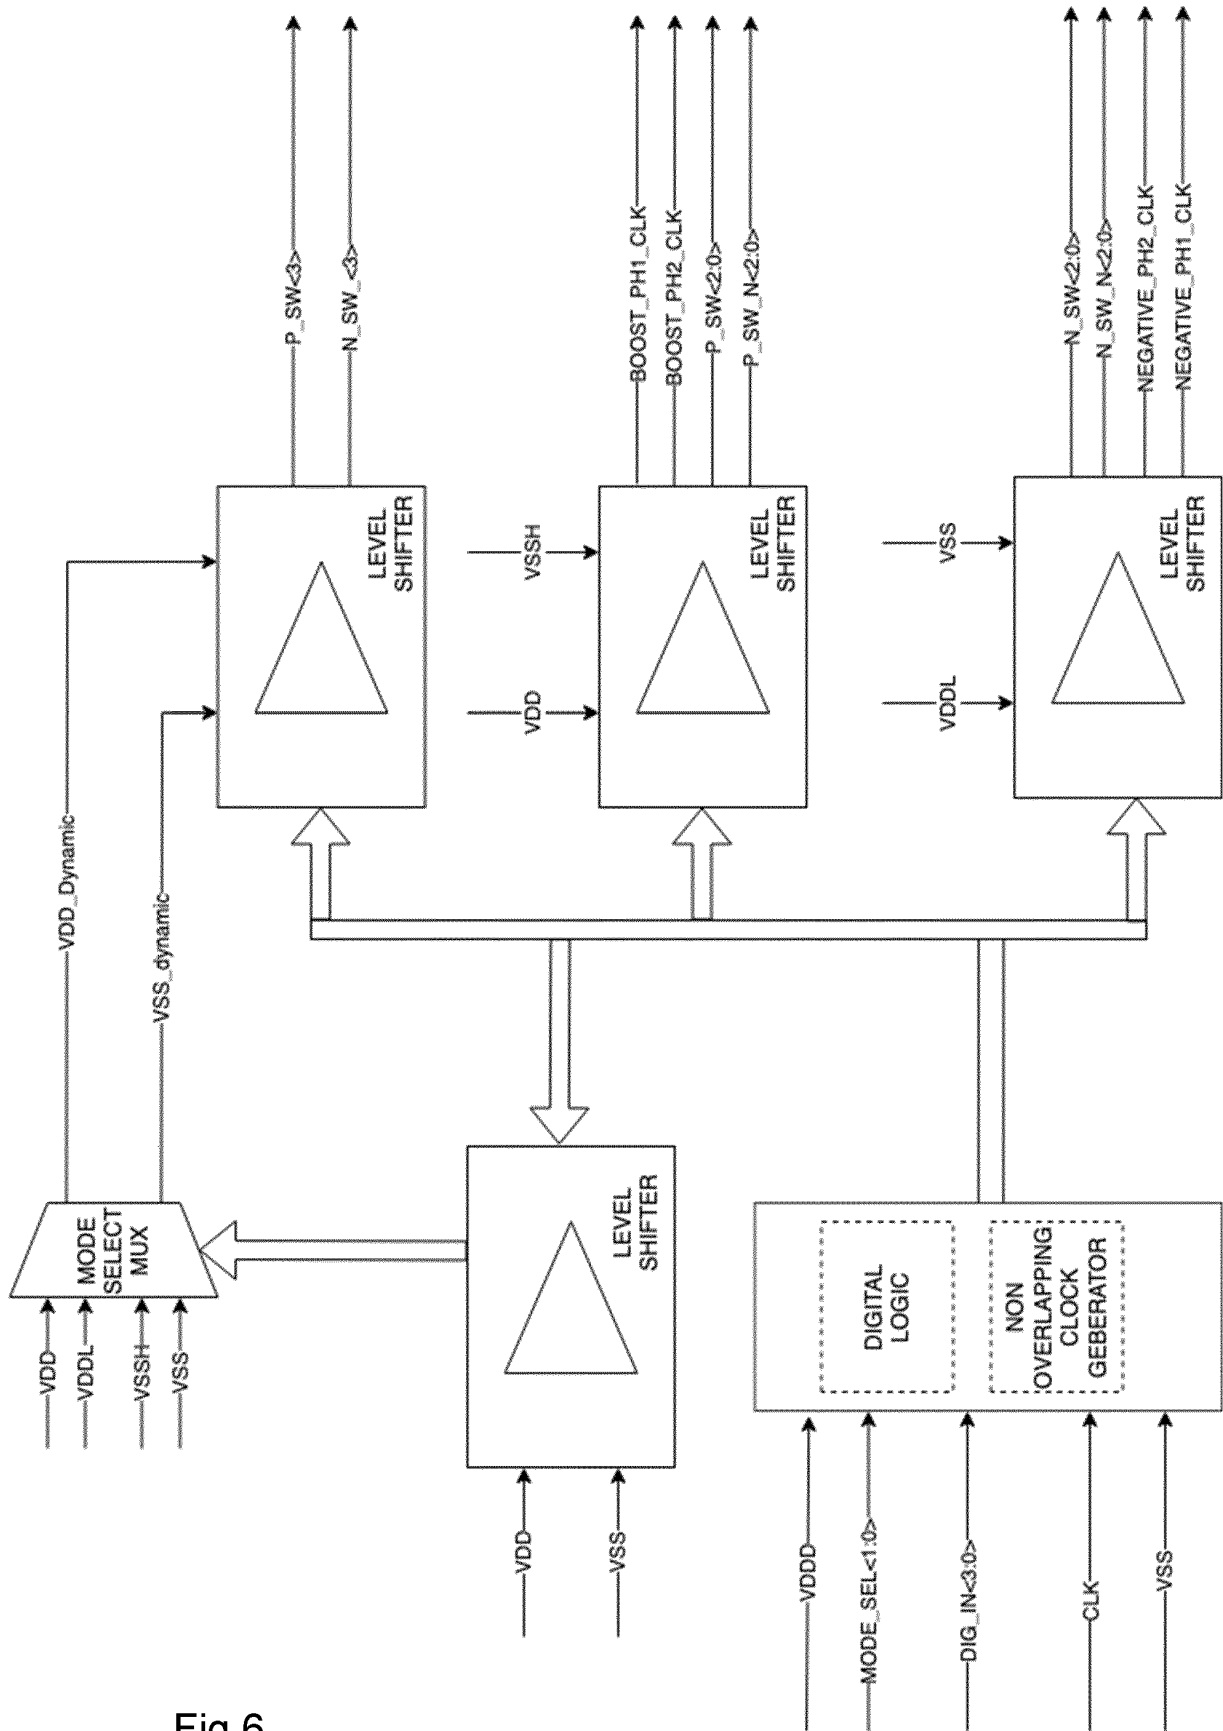 VDD
VDDL
VSSH
VSS
MODE
SELECT
MUX
VDD_Dynamic
VSS_dynamic
LEVEL
SHIFTER
P_SW<3>
N_SW_<3>
VDD
VSS
LEVEL
SHIFTER
VDD
VSSH
LEVEL
SHIFTER
BOOST_PH1_CLK
BOOST_PH2_CLK
P_SW<2:0>
P_SW_N<2:0>
VDDD
MODE_SEL<1:0>
DIG_IN<3:0>
CLK
VSS
DIGITAL
LOGIC
NON
OVERLAPPING
CLOCK
GEBERATOR
VDDL
VSS
LEVEL
SHIFTER
N_SW<2:0>
N_SW_N<2:0>
NEGATIVE_PH2_CLK
NEGATIVE_PH1_CLK
Fig 6